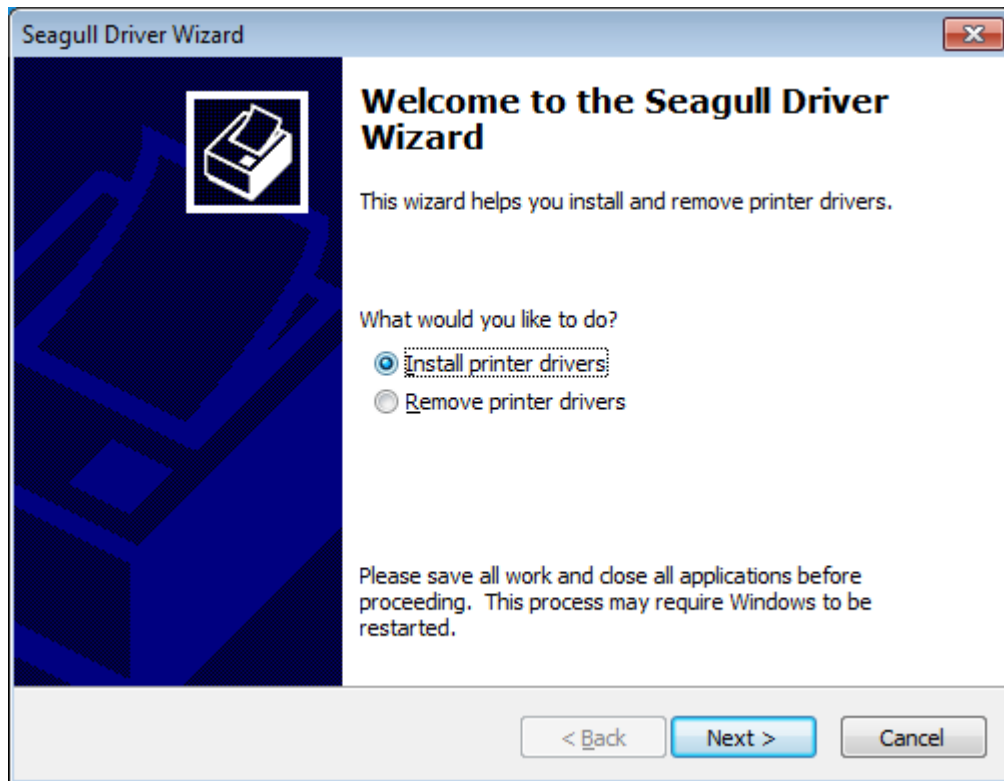 Seagull Driver Wizard
Welcome to the Seagull Driver
Wizard
This wizard helps you install and remove printer drivers.
What would you like to do?
Install printer drivers
Remove printer drivers
Please save all work and close all applications before
proceeding.  This process may require Windows to be
restarted.
< Back
Next >
Cancel